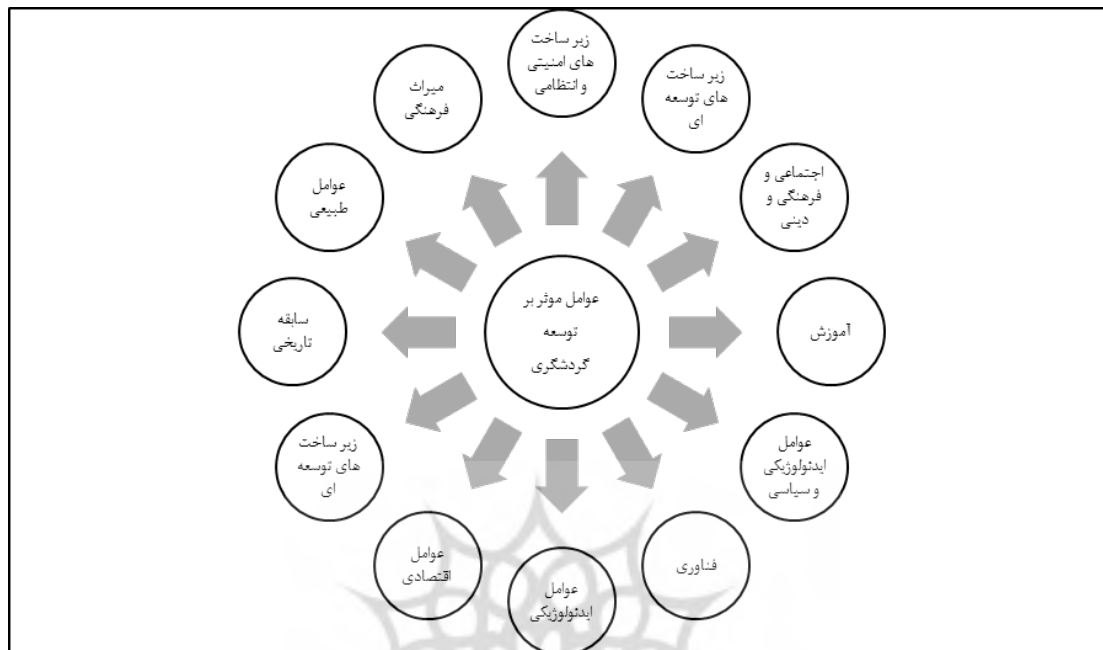 زیر ساخت
های امنیتی
و انتظامی
زیر ساخت
های توسعه
ای
اجتماعی و
فرهنگی و
دینی
آموزش
عوامل
ایدئولوژیکی
و سیاسی
فناوری
عوامل
ایدئولوژیکی
عوامل
اقتصادی
زیر ساخت
های توسعه
ای
سابقه
تاریخی
عوامل
طبیعی
میراث
فرهنگی
عوامل موثر بر
توسعه
گردشگری